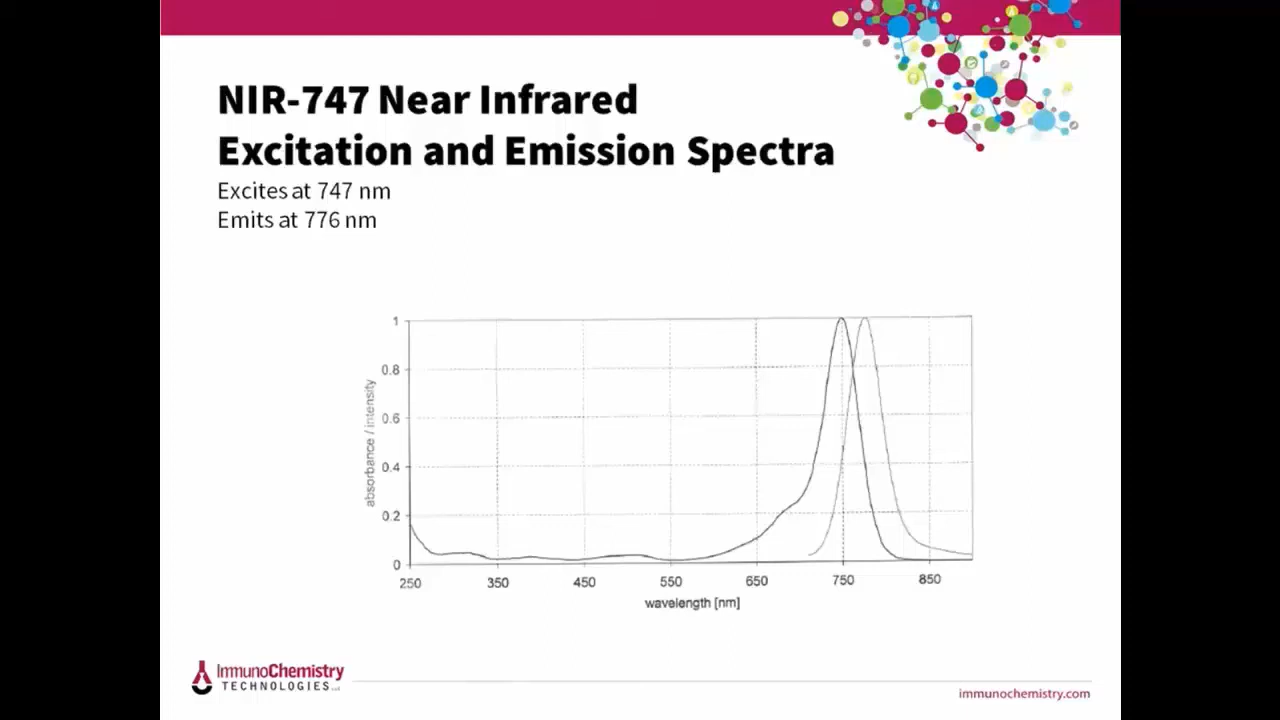 NIR-747 Near Infrared
Excitation and Emission Spectra
Excites at 747 nm
Emits at 776 nm
absorbance / intensity
1
0.8
0.6
0.4
0.2
0
250 350 450 550 650 750 850
wavelength [nm]
ImmunoChemistry
TECHNOLOGIES
immunochemistry.com